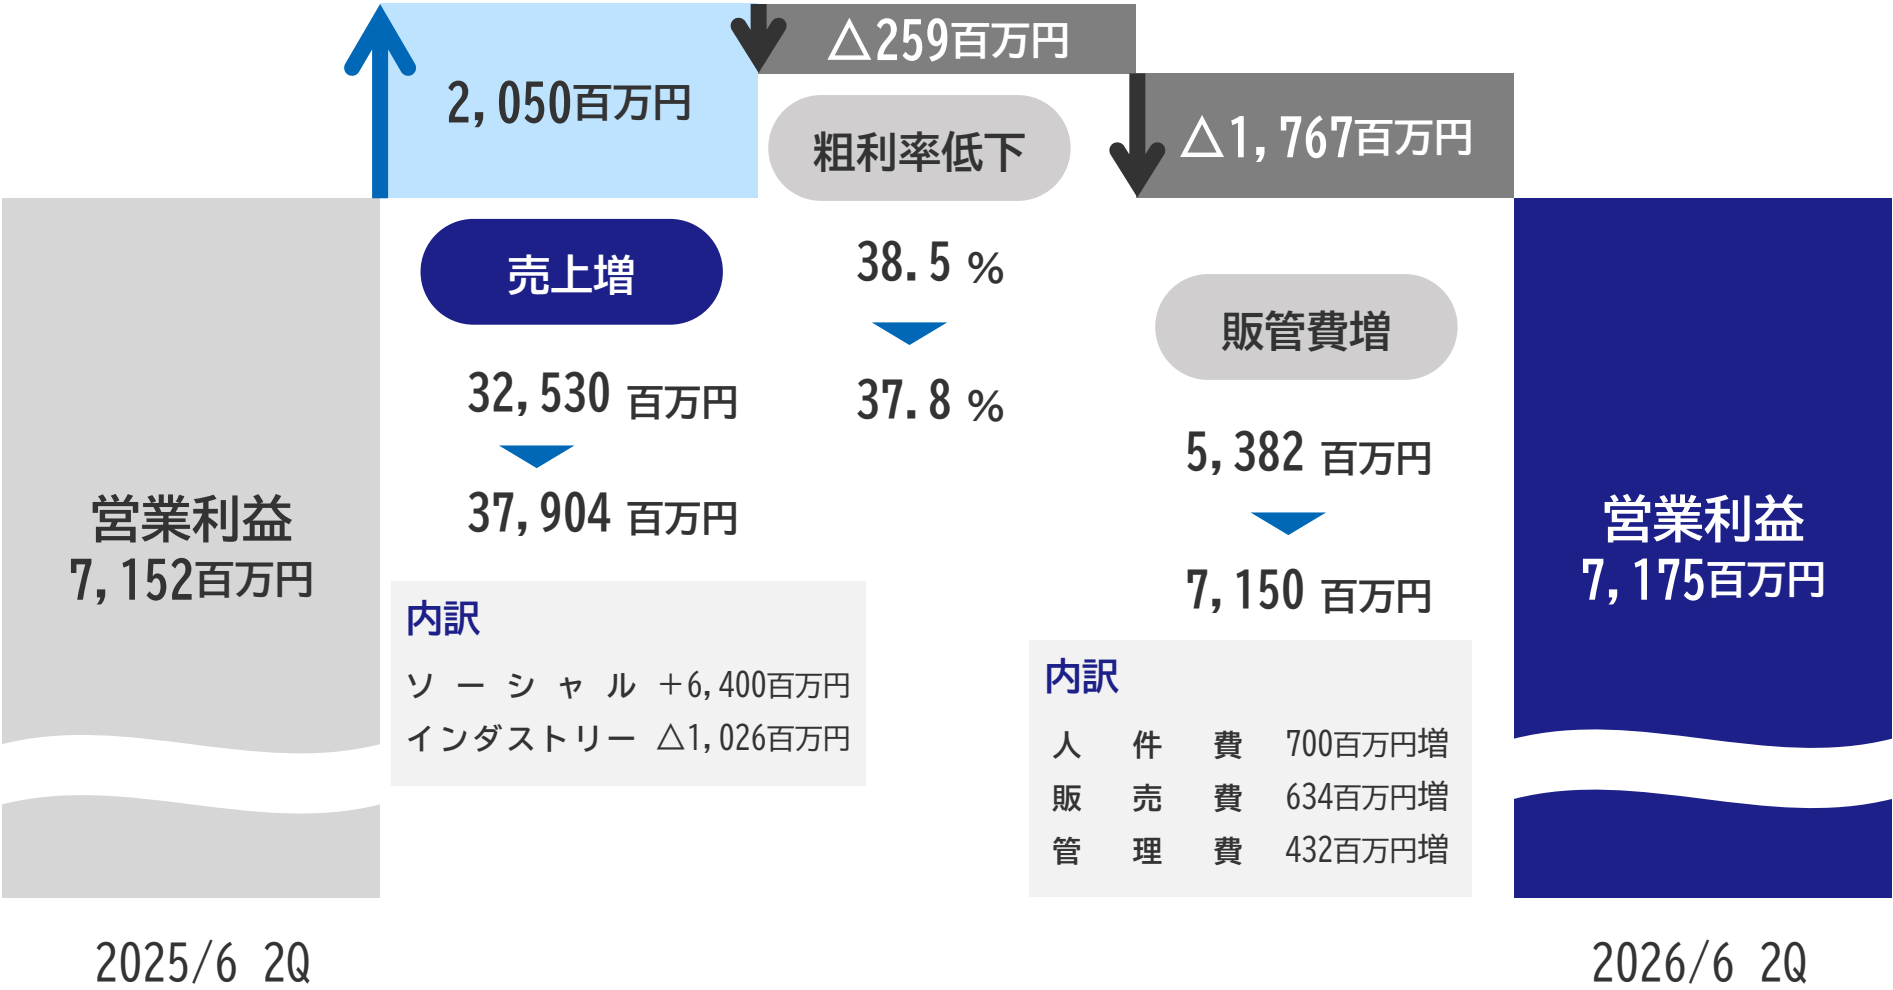 2,050百万円
△259百万円
△1,767百万円
粗利率低下
38.5 %
37.8 %
売上増
32,530 百万円
37,904 百万円
販管費増
5,382 百万円
7,150 百万円
営業利益
7,152百万円
営業利益
7,175百万円
内訳
ソーシャル ＋6,400百万円
インダストリー △1,026百万円
内訳
人件費 700百万円増
販売費 634百万円増
管理費 432百万円増
2025/6 2Q
2026/6 2Q